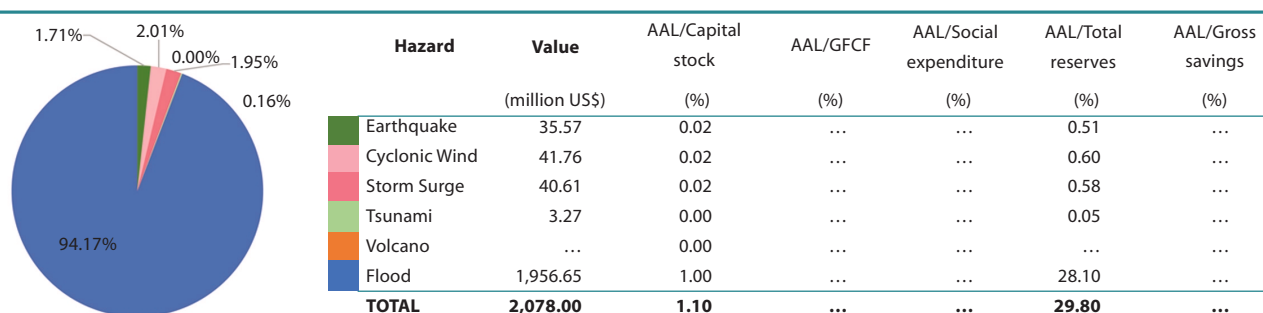 1.71%
2.01%
0.00%
1.95%
0.16%
94.17%
Hazard Value AAL/Capital stock AAL/GFCF AAL/Social expenditure AAL/Total reserves AAL/Gross savings
(million US$) (%) (%) (%) (%) (%)
Earthquake 35.57 0.02 ... ... 0.51 ...
Cyclonic Wind 41.76 0.02 ... ... 0.60 ...
Storm Surge 40.61 0.02 ... ... 0.58 ...
Tsunami 3.27 0.00 ... ... 0.05 ...
Volcano ... 0.00 ... ... ... ...
Flood 1,956.65 1.00 ... ... 28.10 ...
TOTAL 2,078.00 1.10 ... ... 29.80 ...